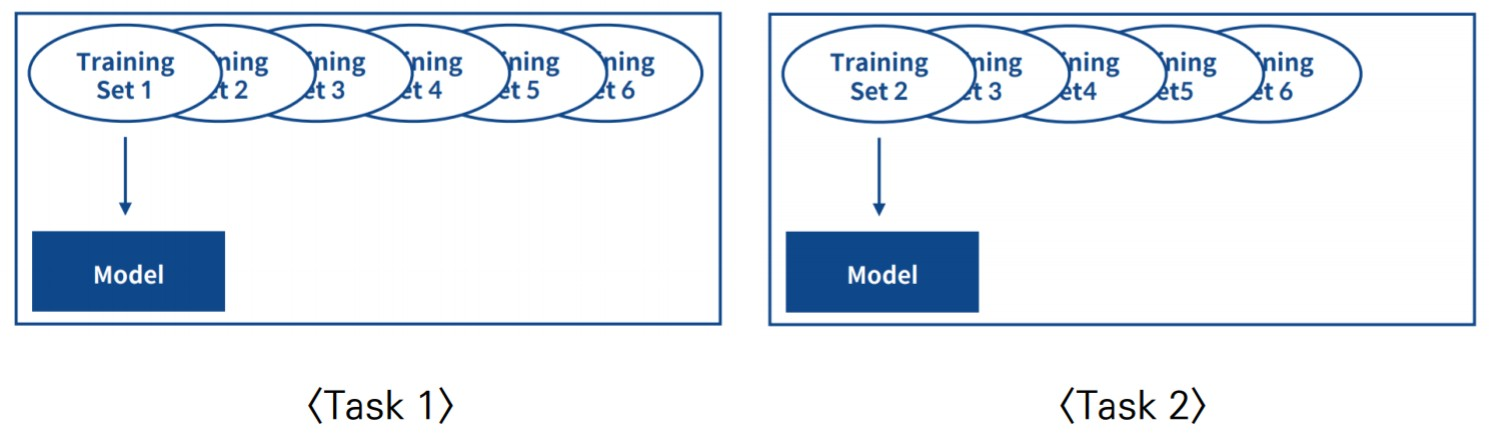 Training
Set 1
ning
et 2
ning
et 3
ning
et 4
ning
et 5
ning
et 6
Model
〈Task 1〉
Training
Set 2
ning
et 3
ning
et4
ning
et5
ning
et 6
Model
〈Task 2〉